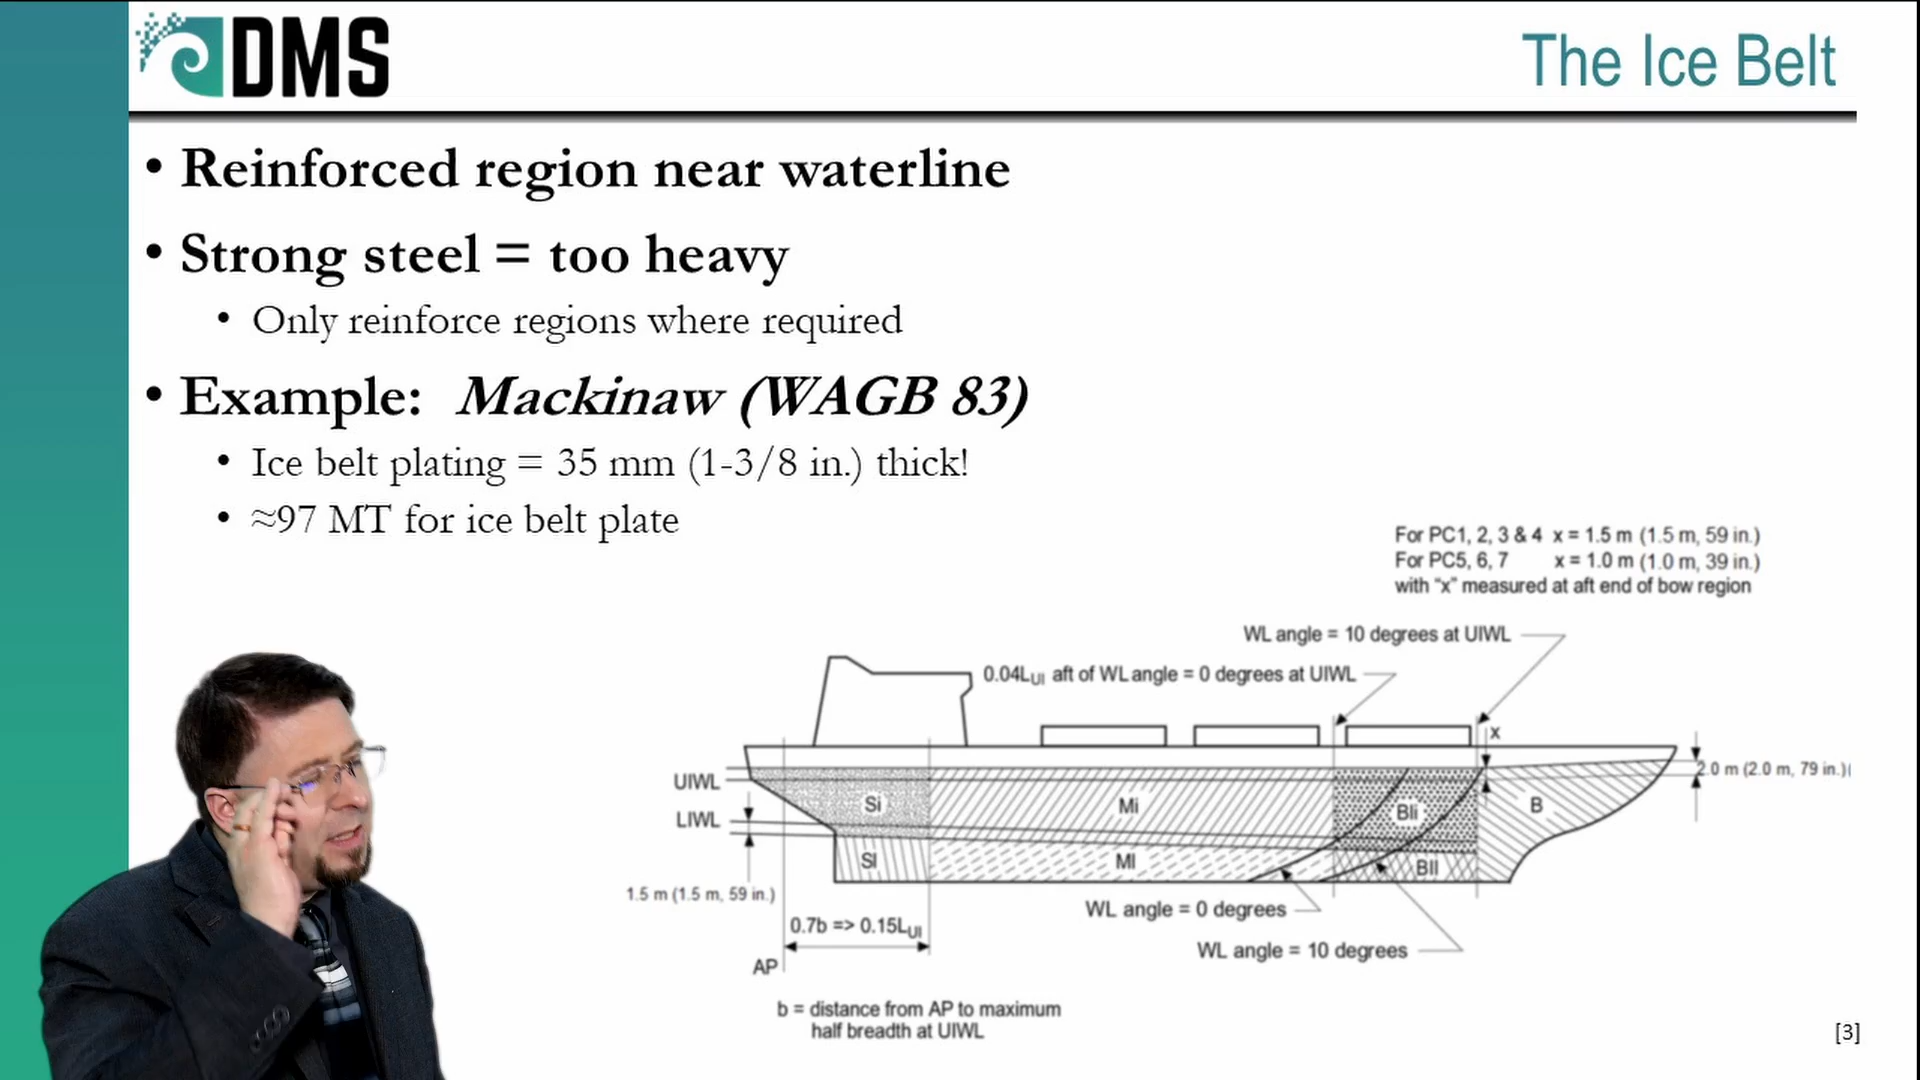 DMS
The Ice Belt
• Reinforced region near waterline
• Strong steel = too heavy
• Only reinforce regions where required
• Example: Mackinaw (WAGB 83)
• Ice belt plating = 35 mm (1-3/8 in.) thick!
• ≈97 MT for ice belt plate
For PC1, 2, 3 & 4 x = 1.5 m (1.5 m, 59 in.)
For PC5, 6, 7 x = 1.0 m (1.0 m, 39 in.)
with "x" measured at aft end of bow region
WL angle = 10 degrees at UIWL
0.04LUI aft of WL angle = 0 degrees at UIWL
x
2.0 m (2.0 m, 79 in.)
UIWL
Si
Mi
BIi
B
LIWL
Sl
Ml
BIl
1.5 m (1.5 m, 59 in.)
WL angle = 0 degrees
0.7b => 0.15LUI
WL angle = 10 degrees
AP
b = distance from AP to maximum
half breadth at UIWL
[3]